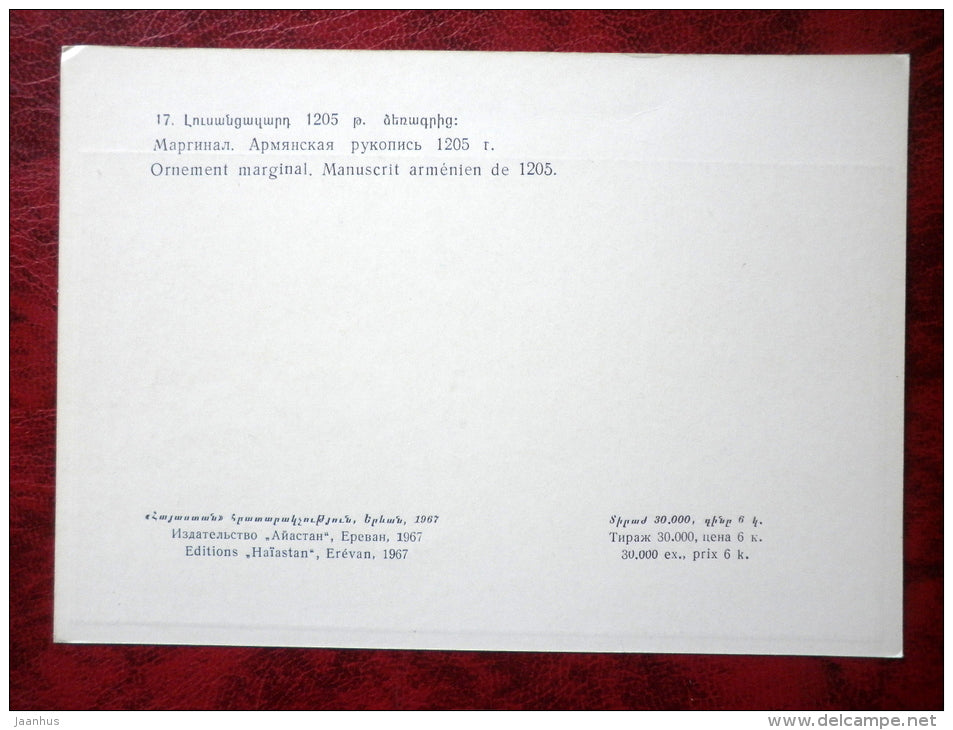 17. Լուսանցազարդ 1205 թ. ձեռագրից:
Маргинал. Армянская рукопись 1205 г.
Ornement marginal. Manuscrit arménien de 1205.
«Հայաստան» հրատարակչություն, Երևան, 1967
Издательство „Айастан“, Ереван, 1967
Editions „Haïastan“, Erévan, 1967
Տիրաժ 30.000, գինը 6 կ.
Тираж 30.000, цена 6 к.
30.000 ex., prix 6 k.
jaanhus
www.delcampe.net